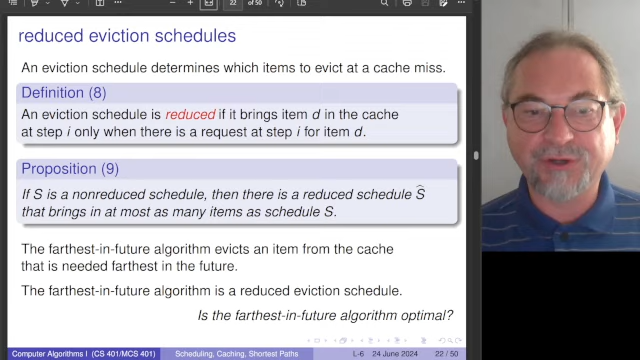 22 of 50
reduced eviction schedules
An eviction schedule determines which items to evict at a cache miss.
Definition (8)
An eviction schedule is reduced if it brings item d in the cache
at step i only when there is a request at step i for item d.
Proposition (9)
If S is a nonreduced schedule, then there is a reduced schedule Ŝ
that brings in at most as many items as schedule S.
The farthest-in-future algorithm evicts an item from the cache
that is needed farthest in the future.
The farthest-in-future algorithm is a reduced eviction schedule.
Is the farthest-in-future algorithm optimal?
Computer Algorithms I (CS 401/MCS 401) Scheduling, Caching, Shortest Paths L-6 24 June 2024 22 / 50